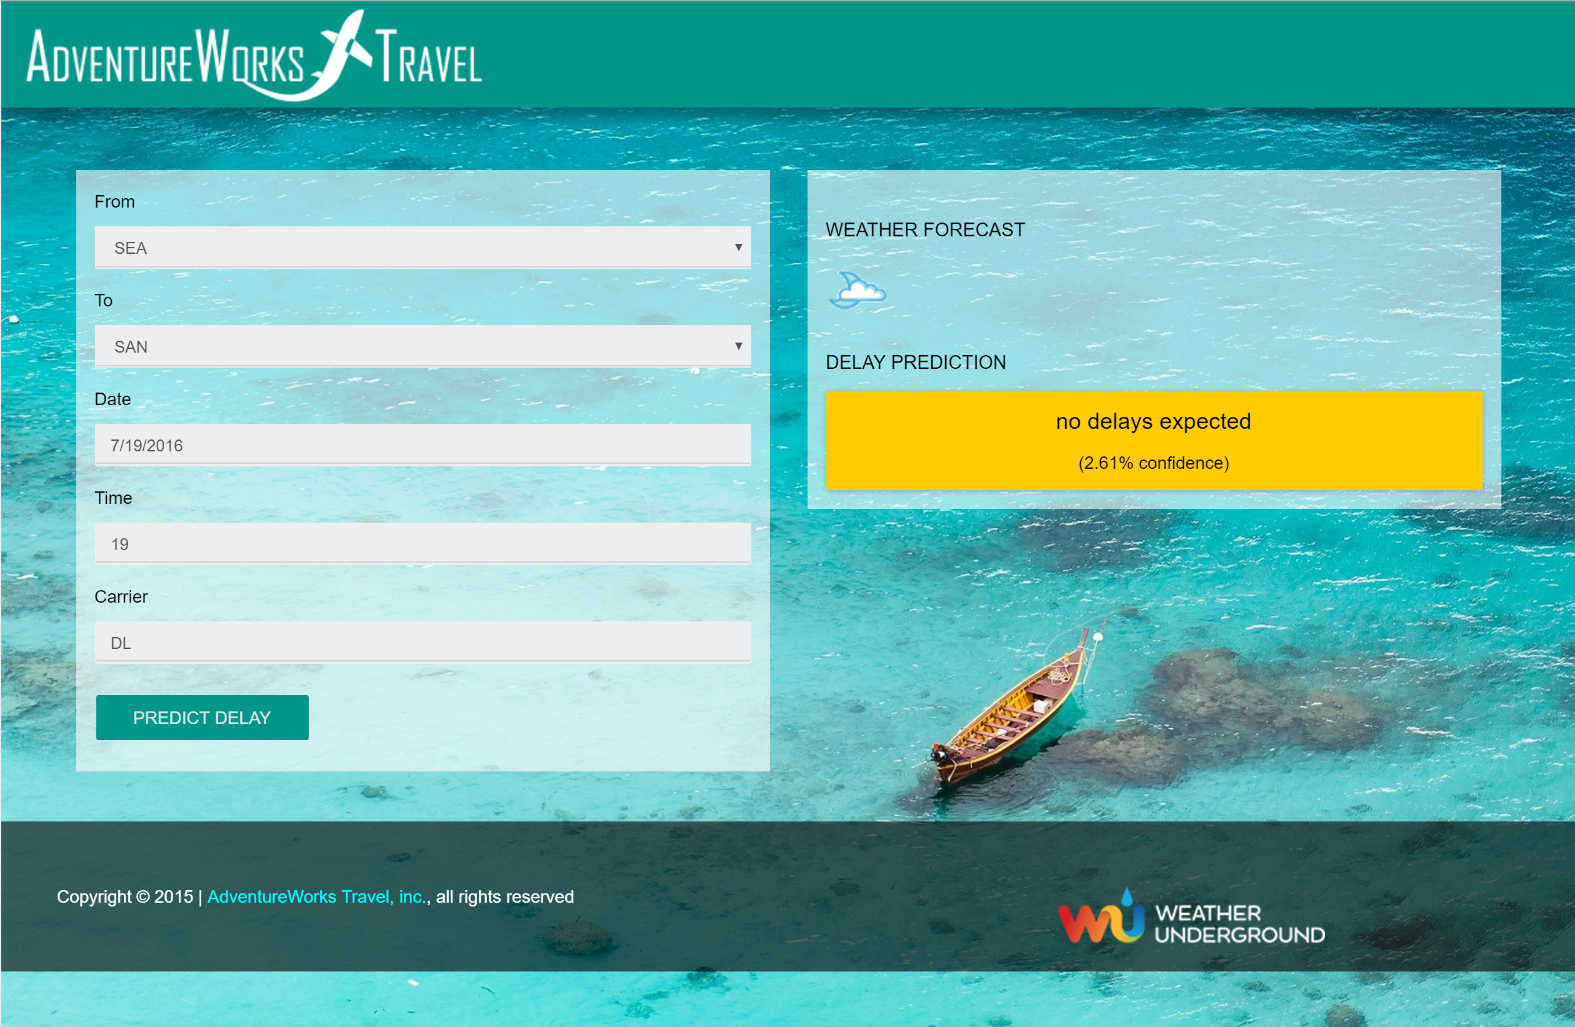 ADVENTUREWORKS TRAVEL
From
SEA
To
SAN
Date
7/19/2016
Time
19
Carrier
DL
PREDICT DELAY
WEATHER FORECAST
DELAY PREDICTION
no delays expected
(2.61% confidence)
Copyright © 2015 | AdventureWorks Travel, inc., all rights reserved
WU WEATHER
UNDERGROUND